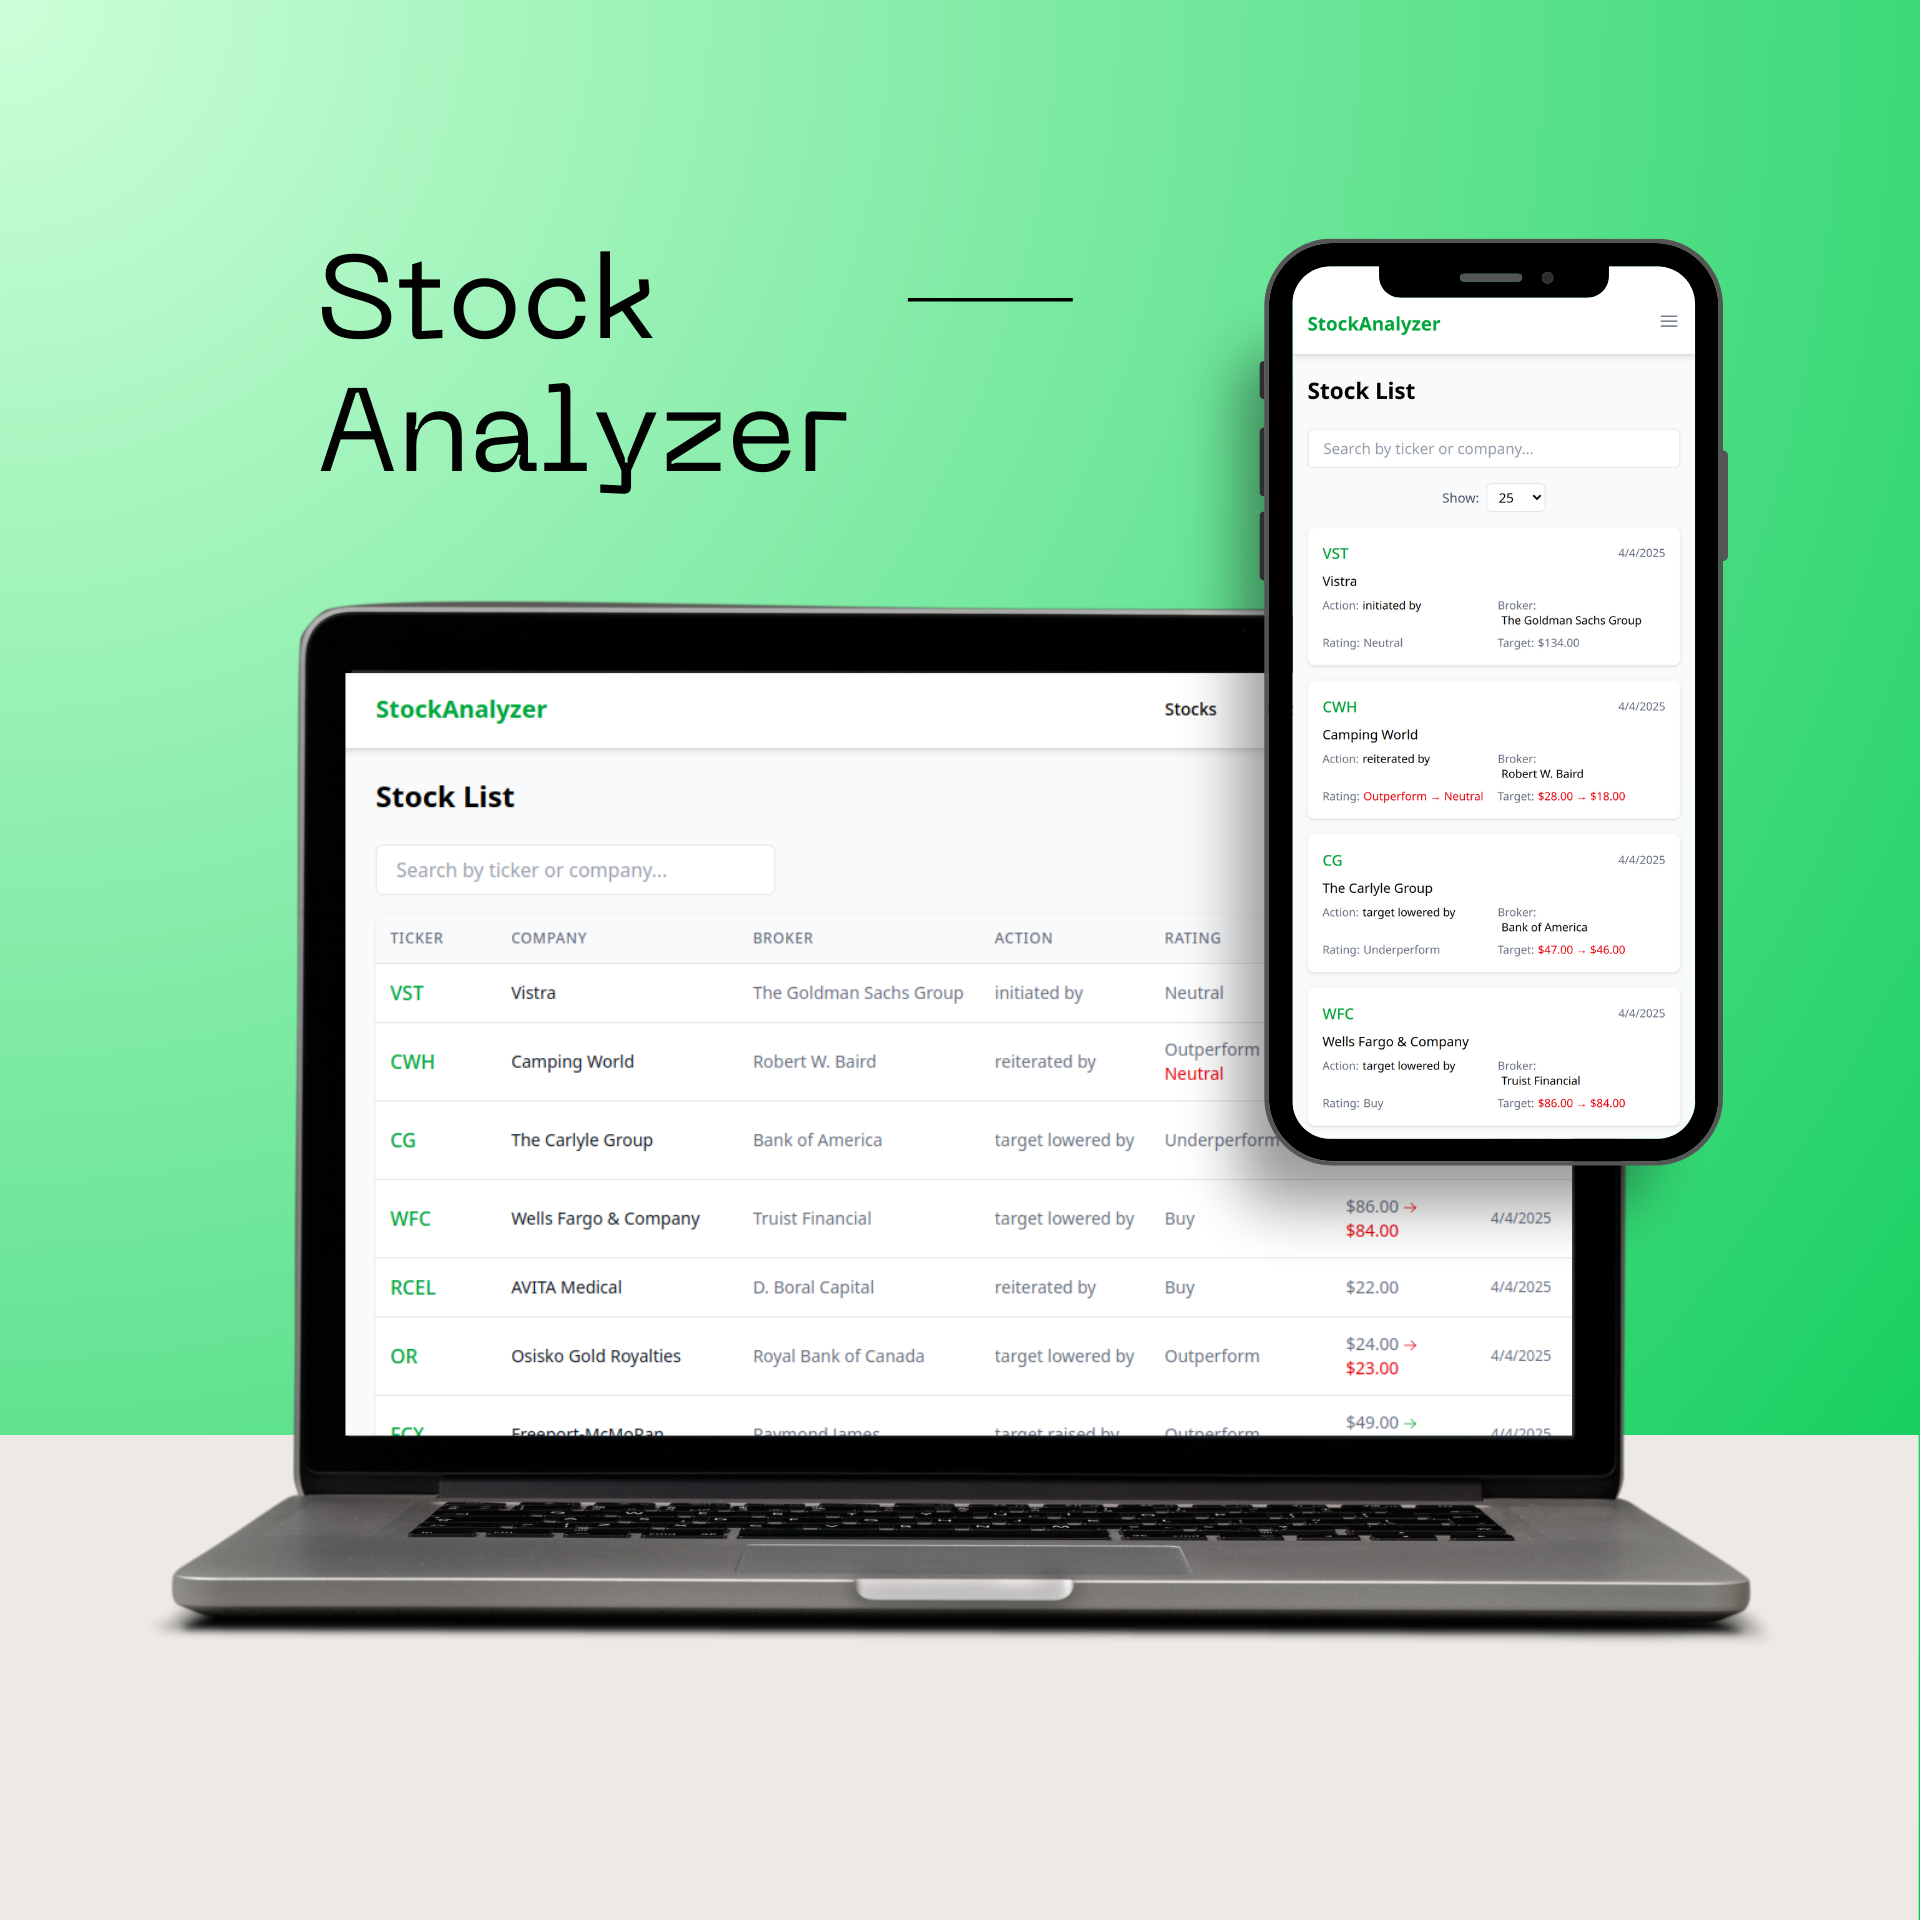 Stock
Analyzer
StockAnalyzer
Stock List
Search by ticker or company...
Show: 25
VST 4/4/2025
Vistra
Action: initiated by Broker:
The Goldman Sachs Group
Rating: Neutral Target: $134.00
CWH 4/4/2025
Camping World
Action: reiterated by Broker:
Robert W. Baird
Rating: Outperform → Neutral Target: $28.00 → $18.00
CG 4/4/2025
The Carlyle Group
Action: target lowered by Broker:
Bank of America
Rating: Underperform Target: $47.00 → $46.00
WFC 4/4/2025
Wells Fargo & Company
Action: target lowered by Broker:
Truist Financial
Rating: Buy Target: $86.00 → $84.00
StockAnalyzer Stocks
Stock List
Search by ticker or company...
TICKER COMPANY BROKER ACTION RATING
VST Vistra The Goldman Sachs Group initiated by Neutral
CWH Camping World Robert W. Baird reiterated by Outperform
Neutral
CG The Carlyle Group Bank of America target lowered by Underperform
WFC Wells Fargo & Company Truist Financial target lowered by Buy $86.00 → 4/4/2025
$84.00
RCEL AVITA Medical D. Boral Capital reiterated by Buy $22.00 4/4/2025
OR Osisko Gold Royalties Royal Bank of Canada target lowered by Outperform $24.00 → 4/4/2025
$23.00
FCX Freeport-McMoRan Raymond James target raised by Outperform $49.00 → 4/4/2025